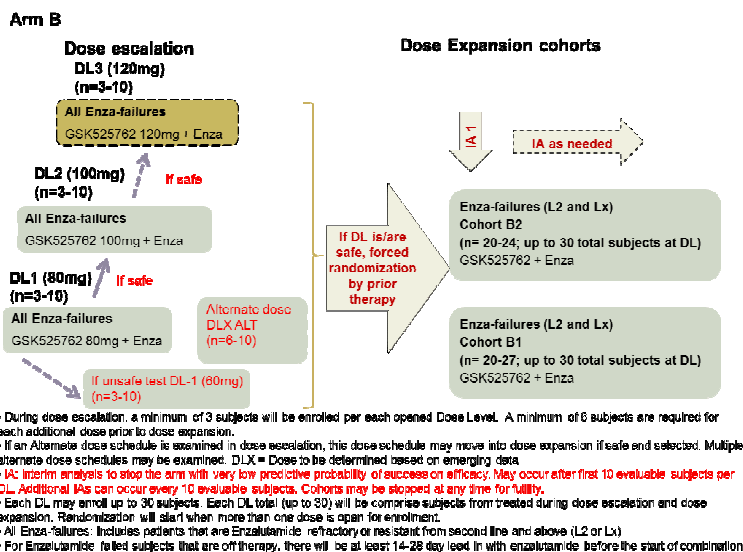 Arm B
Dose escalation
Dose Expansion cohorts
DL3 (120mg)
(n=3-10)
All Enza-failures
GSK525762 120mg + Enza
IA 1
IA as needed
DL2 (100mg)
(n=3-10)
If safe
All Enza-failures
GSK525762 100mg + Enza
DL1 (80mg)
(n=3-10)
If safe
All Enza-failures
GSK525762 80mg + Enza
Alternate dose
DLX ALT
(n=6-10)
If unsafe test DL-1 (60mg)
(n=3-10)
If DL is/are
safe, forced
randomization
by prior
therapy
Enza-failures (L2 and Lx)
Cohort B2
(n= 20-24; up to 30 total subjects at DL)
GSK525762 + Enza
Enza-failures (L2 and Lx)
Cohort B1
(n= 20-27; up to 30 total subjects at DL)
GSK525762 + Enza
• During dose escalation, a minimum of 3 subjects will be enrolled per each opened Dose Level. A minimum of 6 subjects are required for
each additional dose prior to dose expansion.
• If an Alternate dose schedule is examined in dose escalation, this dose schedule may move into dose expansion if safe and selected. Multiple
alternate dose schedules may be examined. DLX = Dose to be determined based on emerging data
• IA: Interim analysis to stop the arm with very low predictive probability of success on efficacy. May occur after first 10 evaluable subjects per
DL. Additional IAs can occur every 10 evaluable subjects. Cohorts may be stopped at any time for futility.
• Each DL may enroll up to 30 subjects. Each DL total (up to 30) will be comprise subjects from treated during dose escalation and dose
expansion. Randomization will start when more than one dose is open for enrollment.
• All Enza-failures: Includes patients that are Enzalutamide refractory or resistant from second line and above (L2 or Lx)
• For Enzalutamide failed subjects that are off therapy, there will be at least 14-28 day lead in with enzalutamide before the start of combination